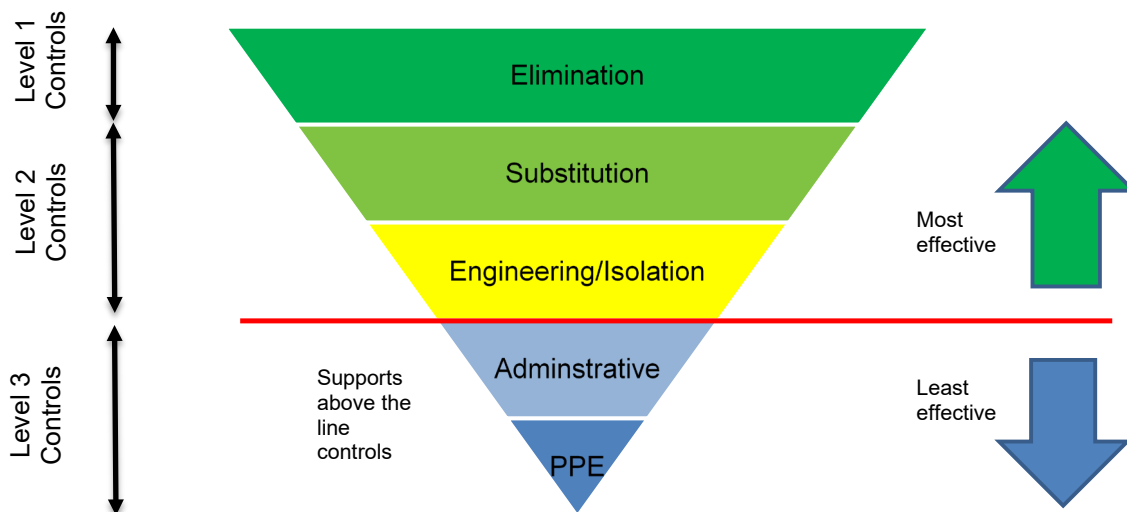 Level 1
Controls
Elimination
Level 2
Controls
Substitution
Engineering/Isolation
Most
effective
Level 3
Controls
Adminstrative
Supports
above the
line
controls
PPE
Least
effective